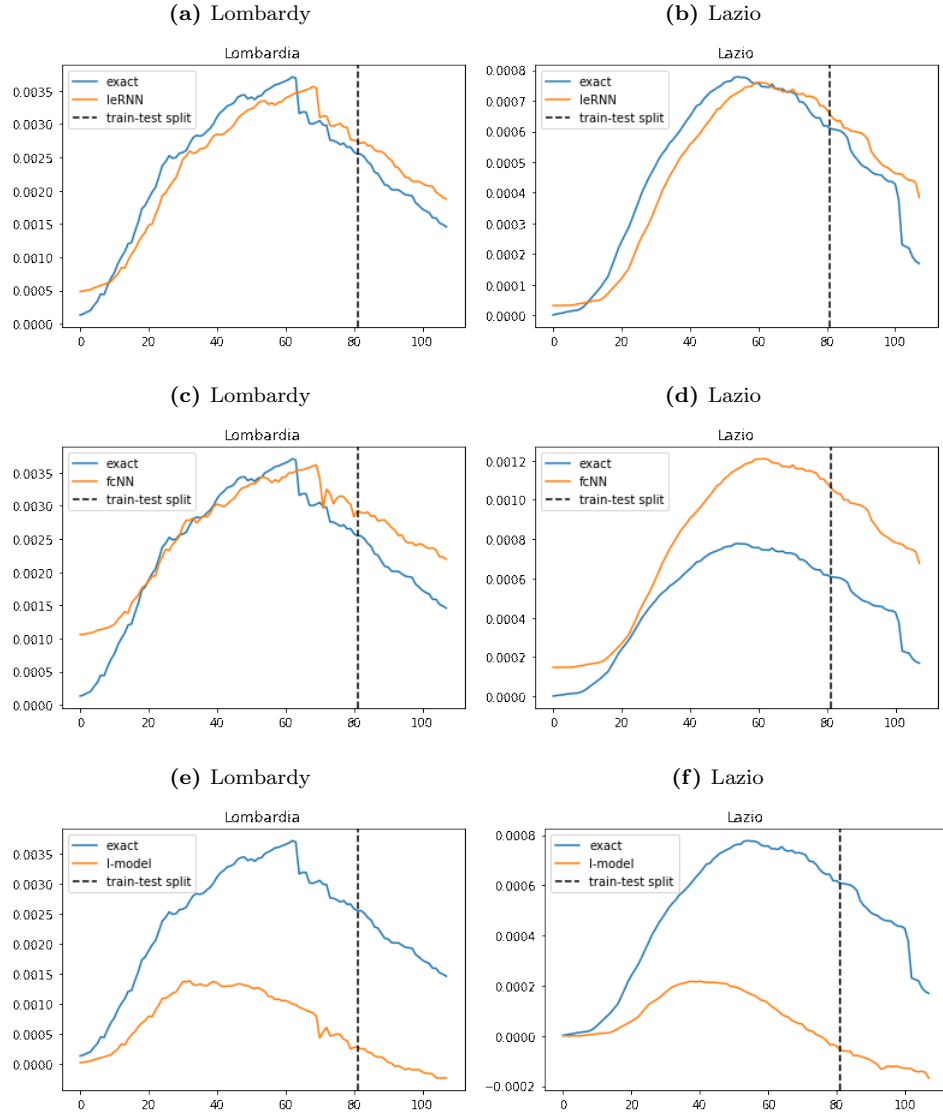 (a) Lombardy
Lombardia
exact
leRNN
train-test split
0.0035
0.0030
0.0025
0.0020
0.0015
0.0010
0.0005
0.0000
0 20 40 60 80 100
(b) Lazio
Lazio
exact
leRNN
train-test split
0.0008
0.0007
0.0006
0.0005
0.0004
0.0003
0.0002
0.0001
0.0000
0 20 40 60 80 100
(c) Lombardy
Lombardia
exact
fcNN
train-test split
0.0035
0.0030
0.0025
0.0020
0.0015
0.0010
0.0005
0.0000
0 20 40 60 80 100
(d) Lazio
Lazio
exact
fcNN
train-test split
0.0012
0.0010
0.0008
0.0006
0.0004
0.0002
0.0000
0 20 40 60 80 100
(e) Lombardy
Lombardia
exact
l-model
train-test split
0.0035
0.0030
0.0025
0.0020
0.0015
0.0010
0.0005
0.0000
0 20 40 60 80 100
(f) Lazio
Lazio
exact
l-model
train-test split
0.0008
0.0006
0.0004
0.0002
0.0000
−0.0002
0 20 40 60 80 100